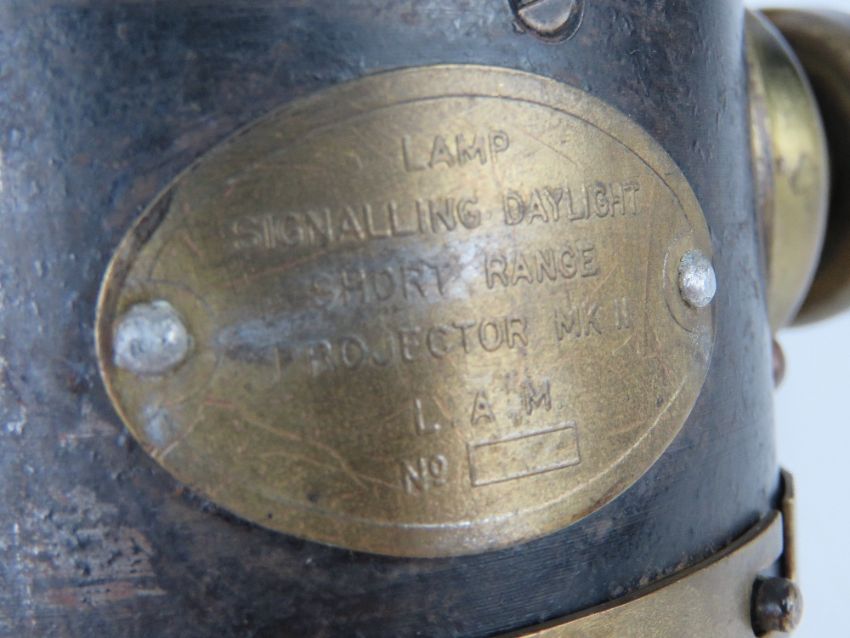 LAMP
SIGNALLING DAYLIGHT
SHORT RANGE
PROJECTOR MK II
L. A. M.
No